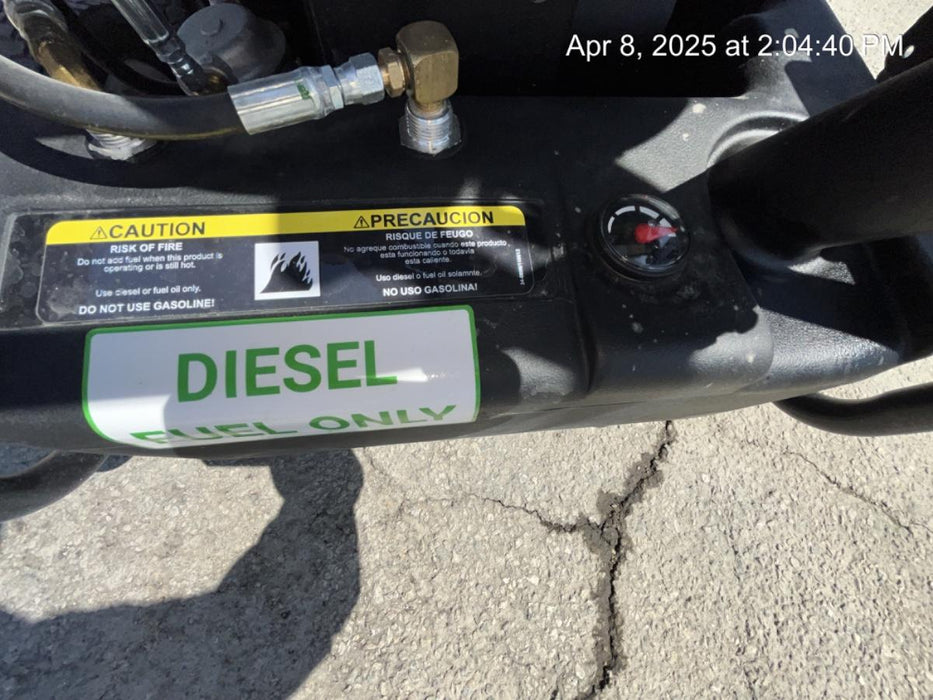 Apr 8, 2025 at 2:04:40 PM
⚠CAUTION
RISK OF FIRE
Do not add fuel when this product is
operating or is still hot.
Use diesel or fuel oil only.
DO NOT USE GASOLINE!
⚠PRECAUCION
RISQUE DE FEUGO
No agreque combustible cuando este producto
esta funcionando o todavia
esta caliente.
Uso diesel o fuel oil solamnte.
NO USO GASOLINA!
DIESEL
FUEL ONLY